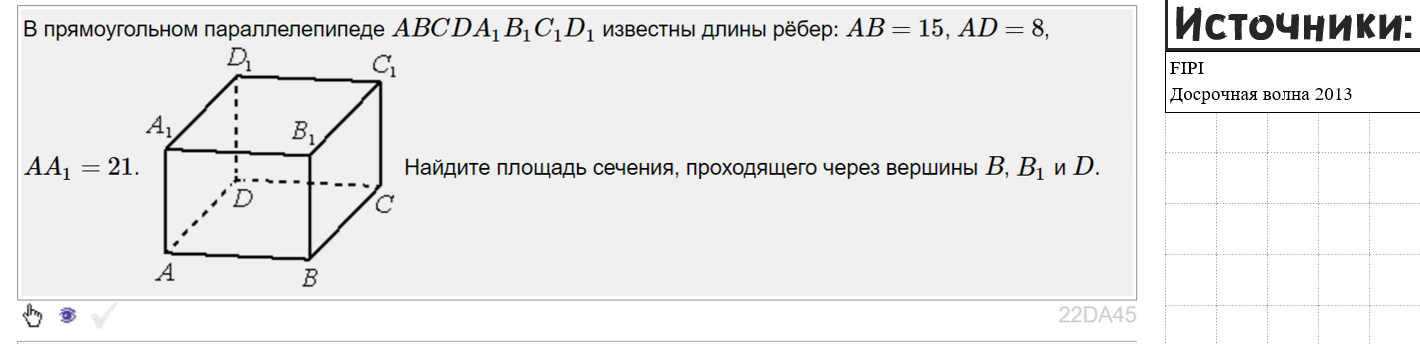 В прямоугольном параллелепипеде ABCDA₁B₁C₁D₁ известны длины рёбер: AB = 15, AD = 8,
D₁
C₁
A₁
B₁
AA₁ = 21.
Найдите площадь сечения, проходящего через вершины B, B₁ и D.
D
C
A
B
22DA45
Источники:
FIPI
Досрочная волна 2013